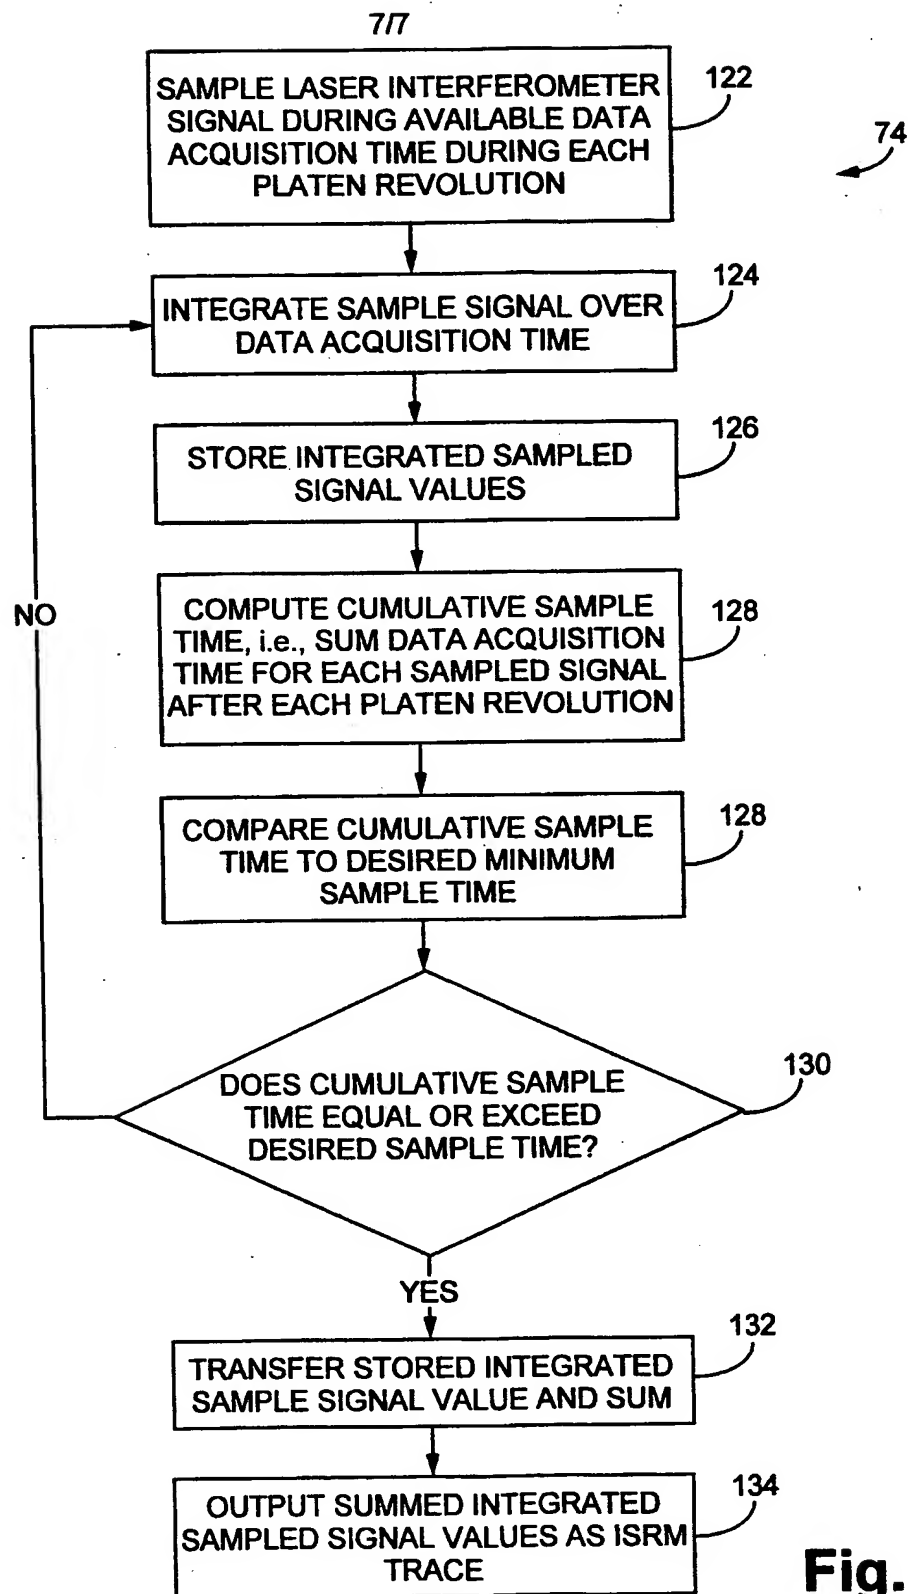 7/7
SAMPLE LASER INTERFEROMETER
SIGNAL DURING AVAILABLE DATA
ACQUISITION TIME DURING EACH
PLATEN REVOLUTION
122
74
INTEGRATE SAMPLE SIGNAL OVER
DATA ACQUISITION TIME
124
STORE INTEGRATED SAMPLED
SIGNAL VALUES
126
NO
COMPUTE CUMULATIVE SAMPLE
TIME, i.e., SUM DATA ACQUISITION
TIME FOR EACH SAMPLED SIGNAL
AFTER EACH PLATEN REVOLUTION
128
COMPARE CUMULATIVE SAMPLE
TIME TO DESIRED MINIMUM
SAMPLE TIME
128
DOES CUMULATIVE SAMPLE
TIME EQUAL OR EXCEED
DESIRED SAMPLE TIME?
130
YES
TRANSFER STORED INTEGRATED
SAMPLE SIGNAL VALUE AND SUM
132
OUTPUT SUMMED INTEGRATED
SAMPLED SIGNAL VALUES AS ISRM
TRACE
134
Fig.